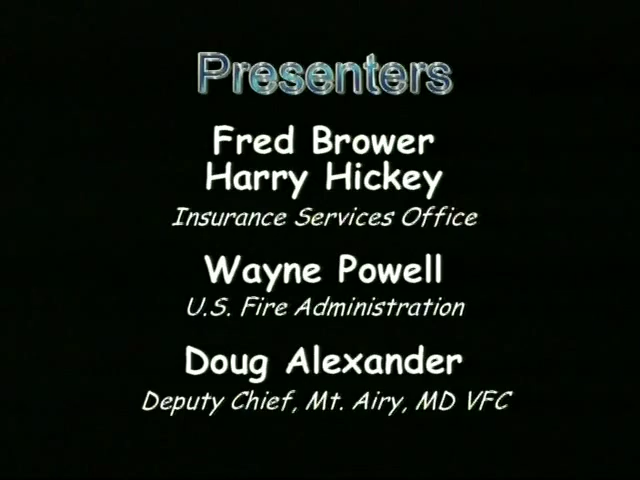 Presenters
Fred Brower
Harry Hickey
Insurance Services Office
Wayne Powell
U.S. Fire Administration
Doug Alexander
Deputy Chief, Mt. Airy, MD VFC